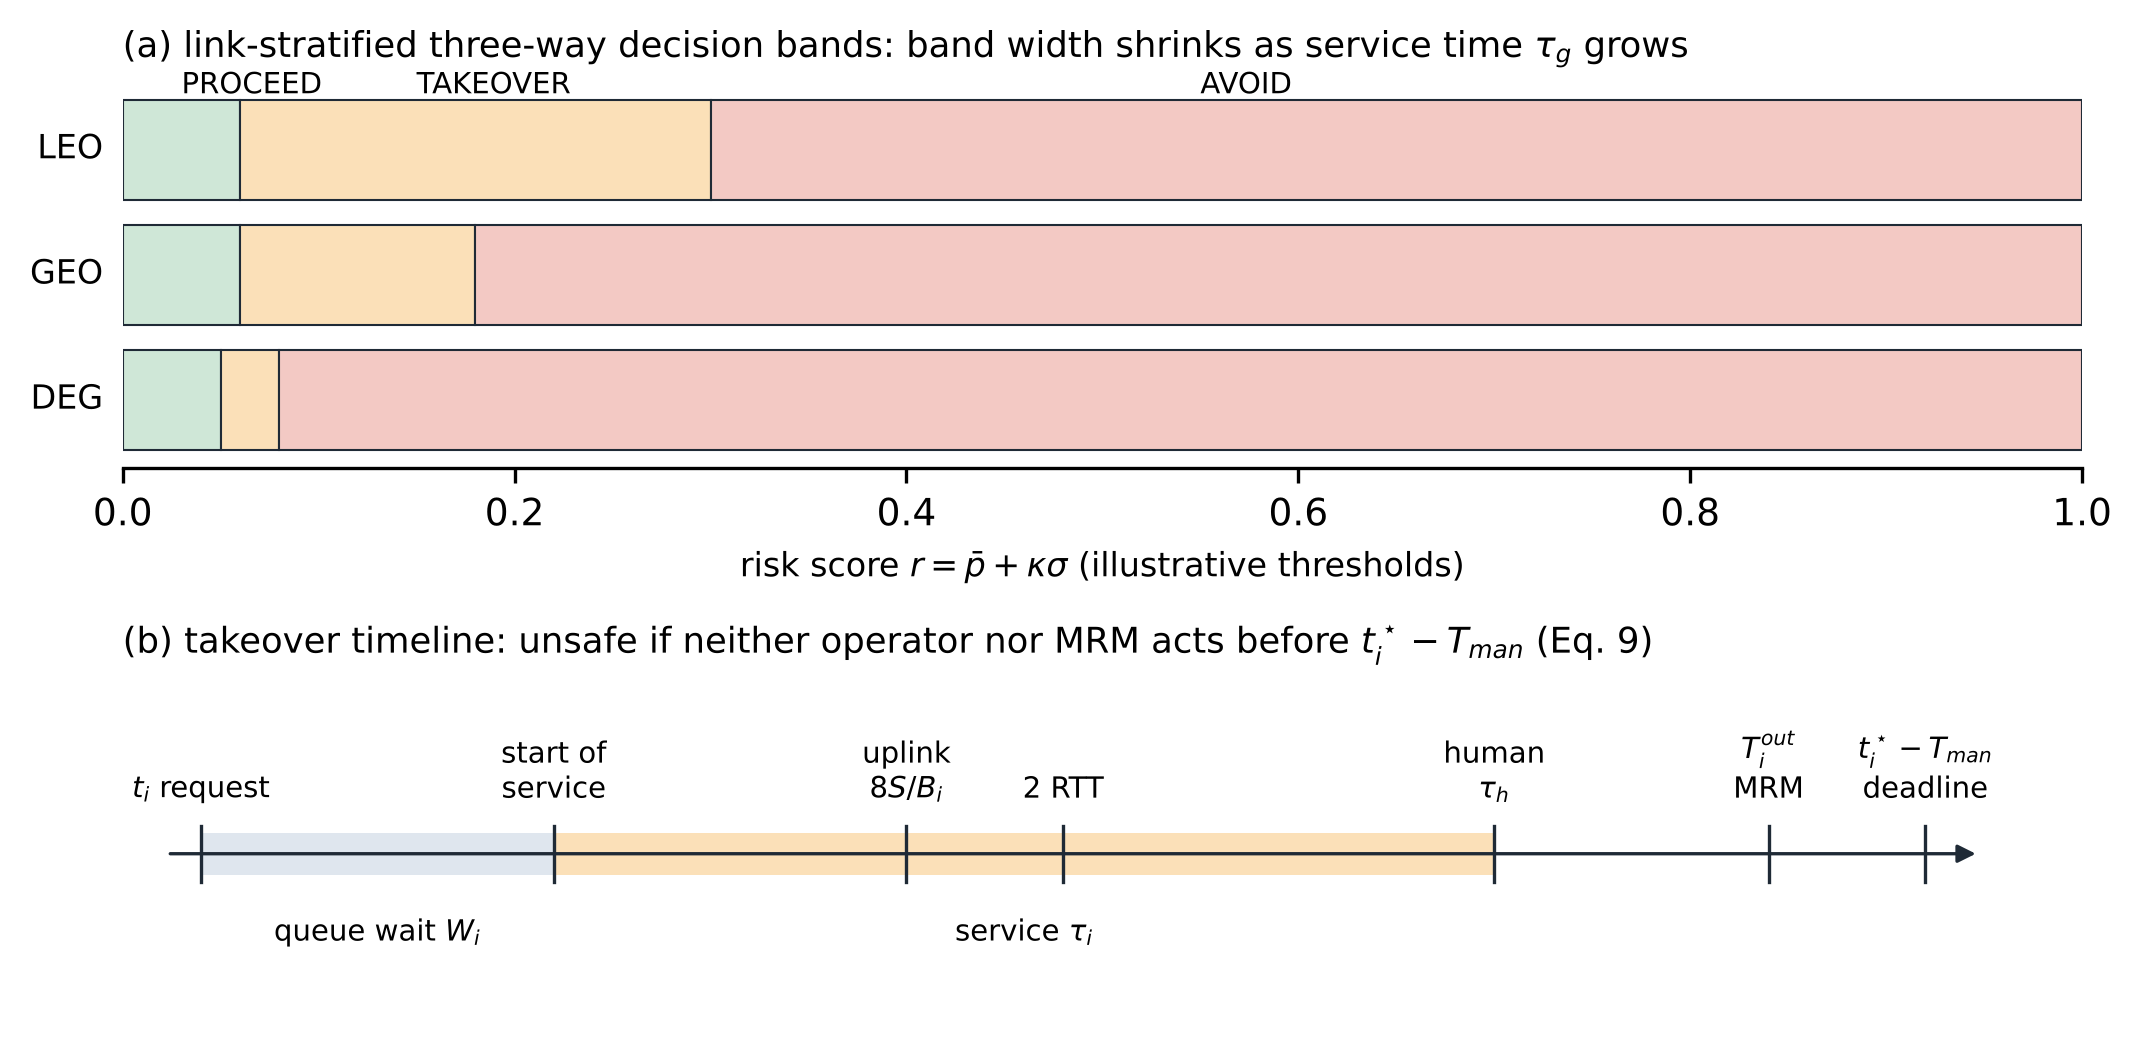 (a) link-stratified three-way decision bands: band width shrinks as service time τ_g grows
PROCEED TAKEOVER AVOID
LEO
GEO
DEG
0.0 0.2 0.4 0.6 0.8 1.0
risk score r = p̄ + κσ (illustrative thresholds)
(b) takeover timeline: unsafe if neither operator nor MRM acts before t_i^⋆ − T_man (Eq. 9)
t_i request
start of
service
uplink
8S/B_i
2 RTT
human
τ_h
T_i^out
MRM
t_i^⋆ − T_man
deadline
queue wait W_i
service τ_i